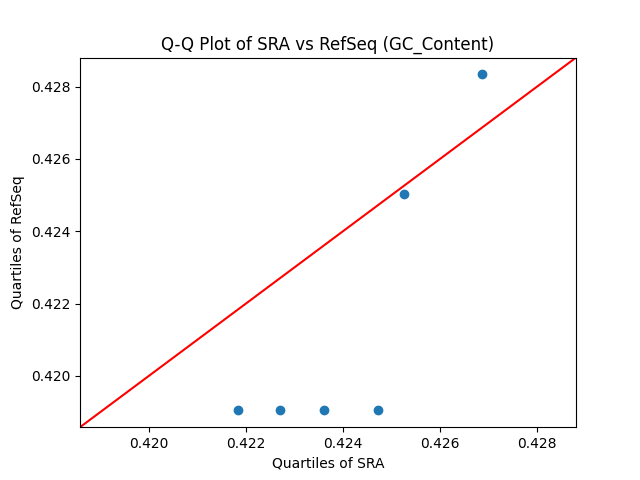 Q-Q Plot of SRA vs RefSeq (GC_Content)
Quartiles of RefSeq
0.428
0.426
0.424
0.422
0.420
0.420 0.422 0.424 0.426 0.428
Quartiles of SRA